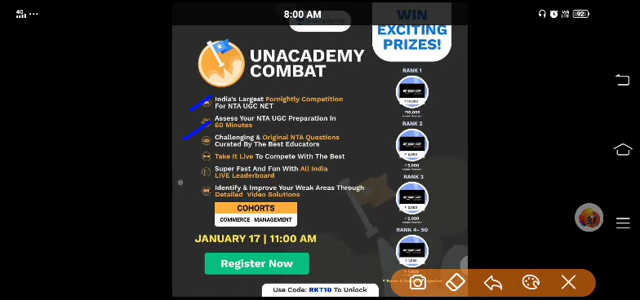 8:00 AM
92
WIN
EXCITING
PRIZES!
UNACADEMY
COMBAT
RANK 1
India's Largest Fornightly Competition
For NTA UGC NET
Assess Your NTA UGC Preparation In
60 Minutes
RANK 2
Challenging & Original NTA Questions
Curated By The Best Educators
Take It Live To Compete With The Best
Super Fast And Fun With All India
LIVE Leaderboard
RANK 3
Identify & Improve Your Weak Areas Through
Detailed Video Solutions
COHORTS
COMMERCE MANAGEMENT
RANK 4- 50
JANUARY 17 | 11:00 AM
Register Now
Use Code: RKT10 To Unlock